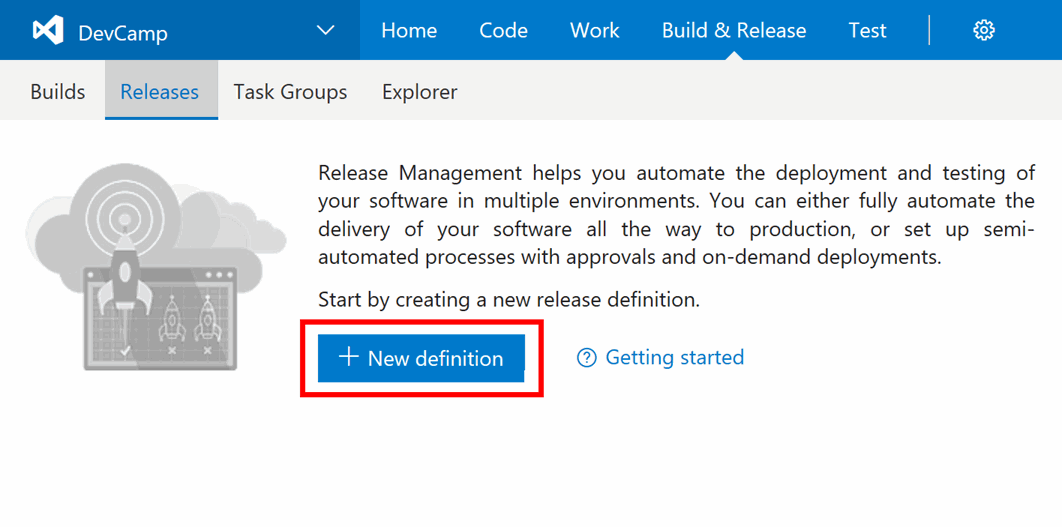 DevCamp
Home Code Work Build & Release Test
Builds Releases Task Groups Explorer
Release Management helps you automate the deployment and testing of
your software in multiple environments. You can either fully automate the
delivery of your software all the way to production, or set up semi-
automated processes with approvals and on-demand deployments.
Start by creating a new release definition.
+ New definition
? Getting started